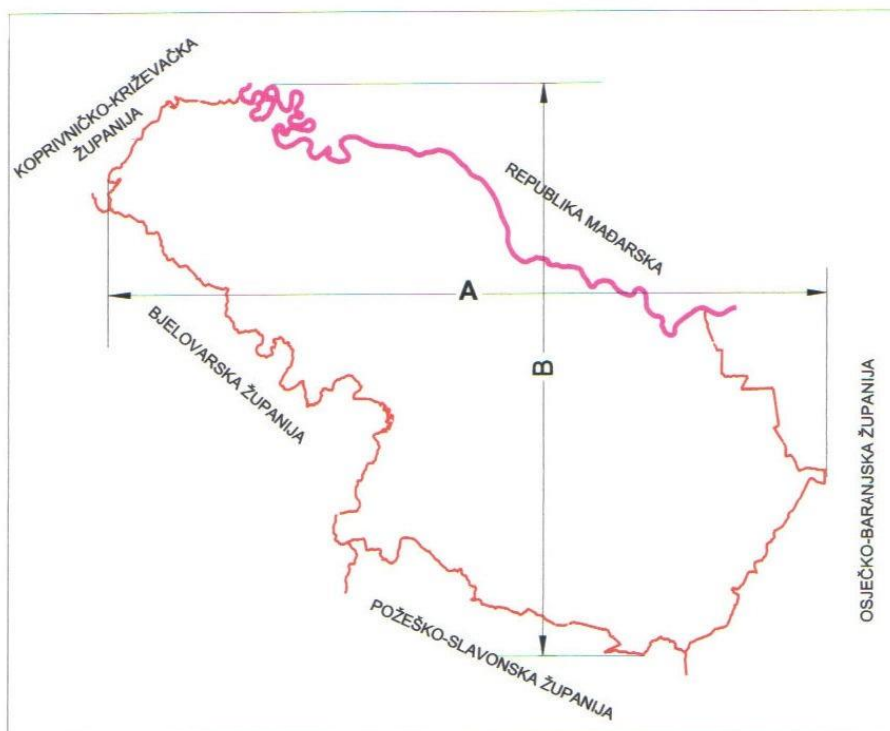 KOPRIVNIČKO-KRIŽEVAČKA
ŽUPANIJA
REPUBLIKA MAĐARSKA
A
BJELOVARSKA ŽUPANIJA
B
OSJEČKO-BARANJSKA ŽUPANIJA
POŽEŠKO-SLAVONSKA ŽUPANIJA